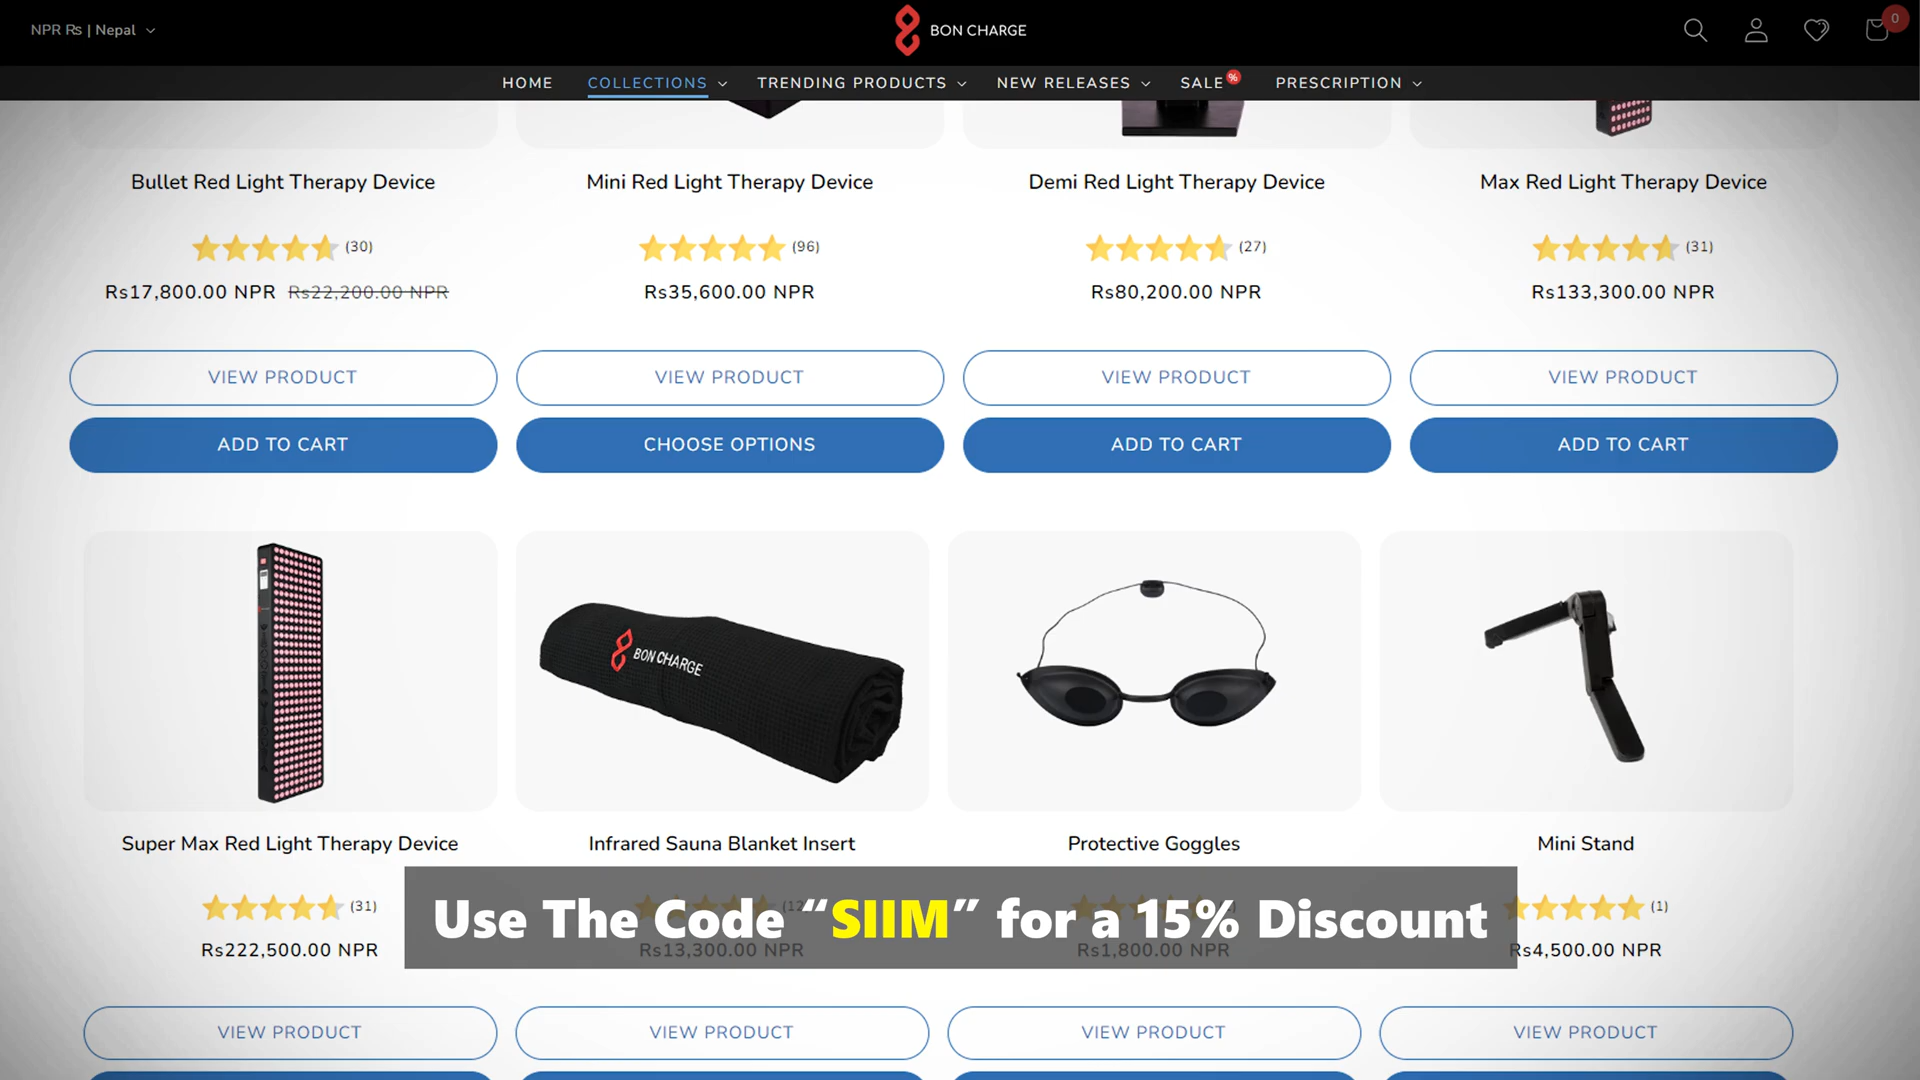 NPR Rs | Nepal
BON CHARGE
0
HOME COLLECTIONS TRENDING PRODUCTS NEW RELEASES SALE % PRESCRIPTION
Bullet Red Light Therapy Device
Mini Red Light Therapy Device
Demi Red Light Therapy Device
Max Red Light Therapy Device
(30)
(96)
(27)
(31)
Rs17,800.00 NPR Rs22,200.00 NPR
Rs35,600.00 NPR
Rs80,200.00 NPR
Rs133,300.00 NPR
VIEW PRODUCT
VIEW PRODUCT
VIEW PRODUCT
VIEW PRODUCT
ADD TO CART
CHOOSE OPTIONS
ADD TO CART
ADD TO CART
BON CHARGE
Super Max Red Light Therapy Device
Infrared Sauna Blanket Insert
Protective Goggles
Mini Stand
(31)
(1)
Use The Code “SIIM” for a 15% Discount
Rs222,500.00 NPR
Rs13,300.00 NPR
Rs1,800.00 NPR
Rs4,500.00 NPR
VIEW PRODUCT
VIEW PRODUCT
VIEW PRODUCT
VIEW PRODUCT